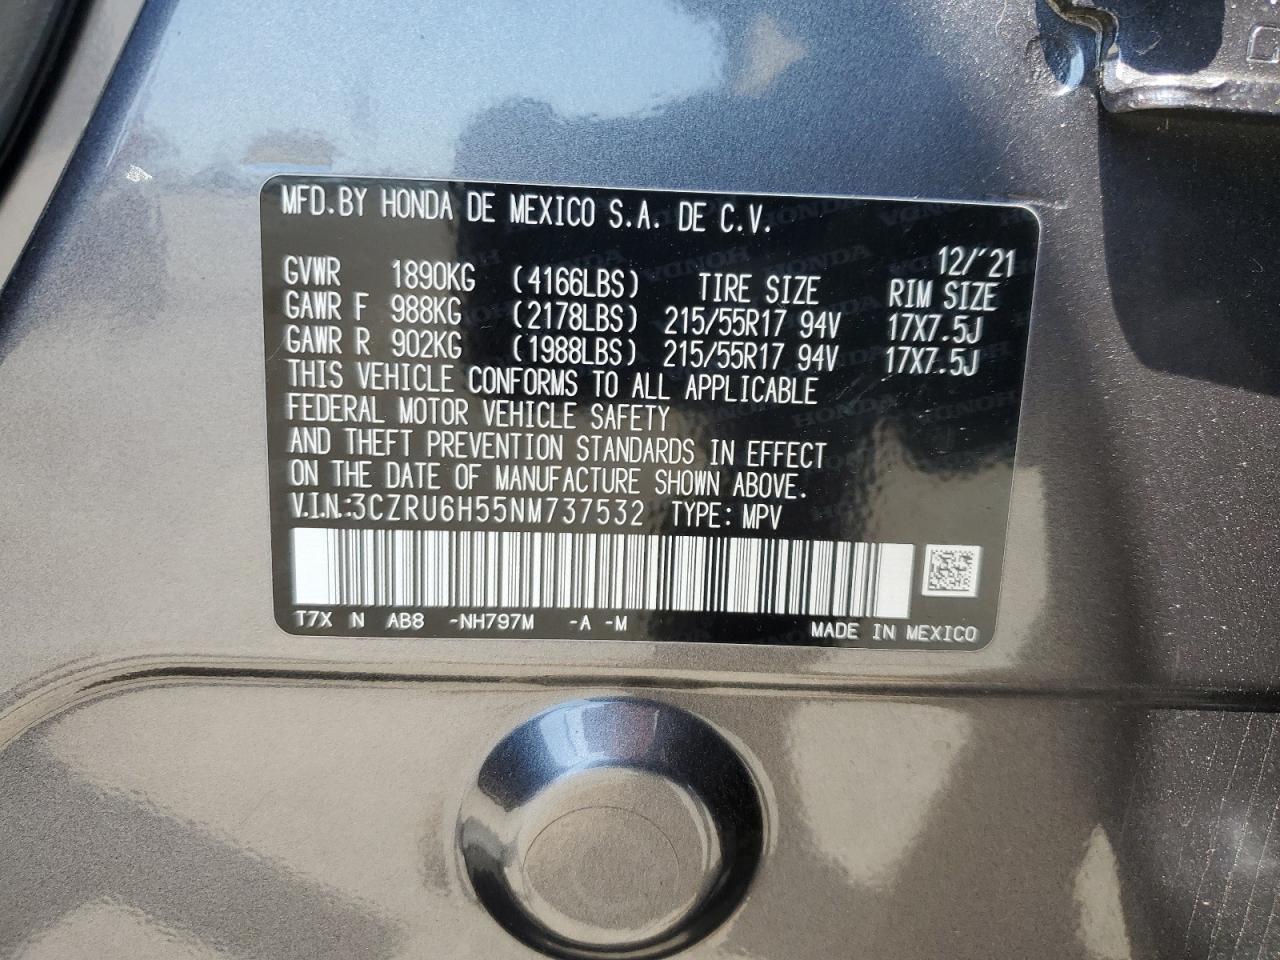 MFD.BY HONDA DE MEXICO S.A. DE C.V.
12/'21
GVWR 1890KG (4166LBS) TIRE SIZE RIM SIZE
GAWR F 988KG (2178LBS) 215/55R17 94V 17X7.5J
GAWR R 902KG (1988LBS) 215/55R17 94V 17X7.5J
THIS VEHICLE CONFORMS TO ALL APPLICABLE
FEDERAL MOTOR VEHICLE SAFETY
AND THEFT PREVENTION STANDARDS IN EFFECT
ON THE DATE OF MANUFACTURE SHOWN ABOVE.
V.I.N.:3CZRU6H55NM737532 TYPE: MPV
T7X N AB8 -NH797M -A -M
MADE IN MEXICO